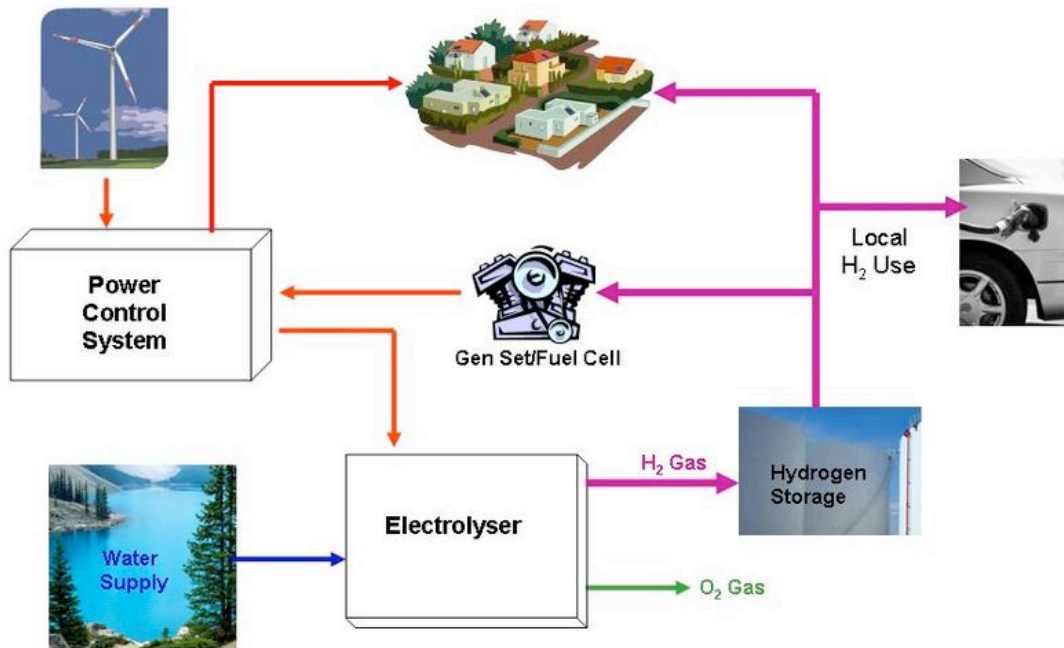 Power
Control
System
Local
H₂ Use
Gen Set/Fuel Cell
H₂ Gas
Hydrogen
Storage
Electrolyser
Water
Supply
O₂ Gas